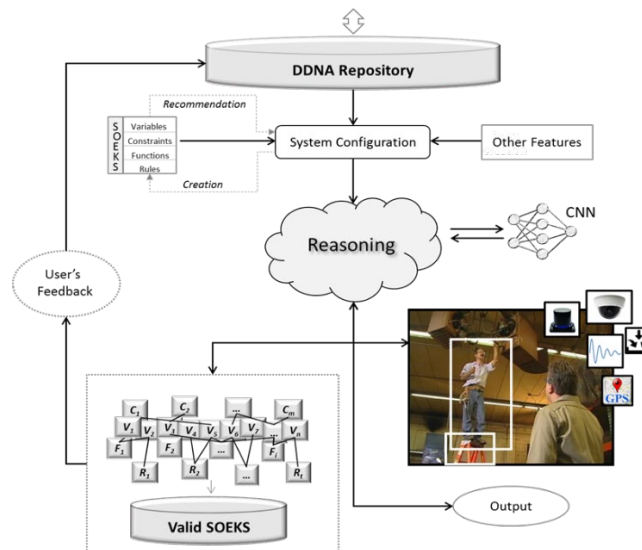 DDNA Repository
Recommendation
SOEKS
Variables
Constraints
Functions
Rules
System Configuration
Other Features
Creation
Reasoning
CNN
User's
Feedback
GPS
C1 C2 ... Cm
V1 V2 V3 V4 V5 V6 V7 ... Vn
F1 F2 ... Fi
R1 R2 ... Rt
Valid SOEKS
Output